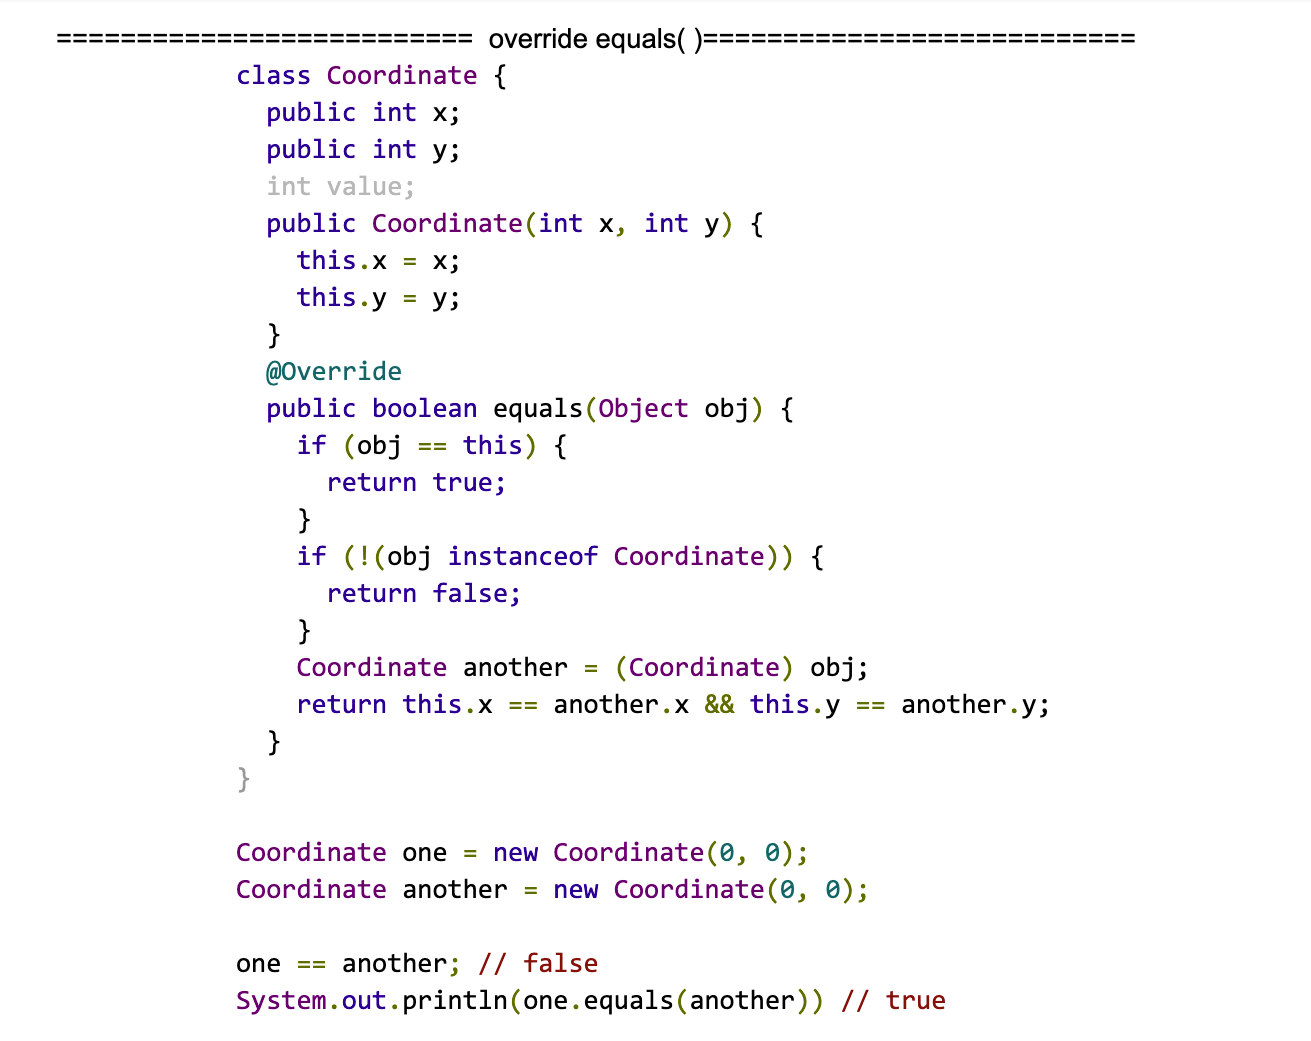 ========================== override equals( )===========================
class Coordinate {
  public int x;
  public int y;
  int value;
  public Coordinate(int x, int y) {
    this.x = x;
    this.y = y;
  }
  @Override
  public boolean equals(Object obj) {
    if (obj == this) {
      return true;
    }
    if (!(obj instanceof Coordinate)) {
      return false;
    }
    Coordinate another = (Coordinate) obj;
    return this.x == another.x && this.y == another.y;
  }
}
Coordinate one = new Coordinate(0, 0);
Coordinate another = new Coordinate(0, 0);
one == another; // false
System.out.println(one.equals(another)) // true